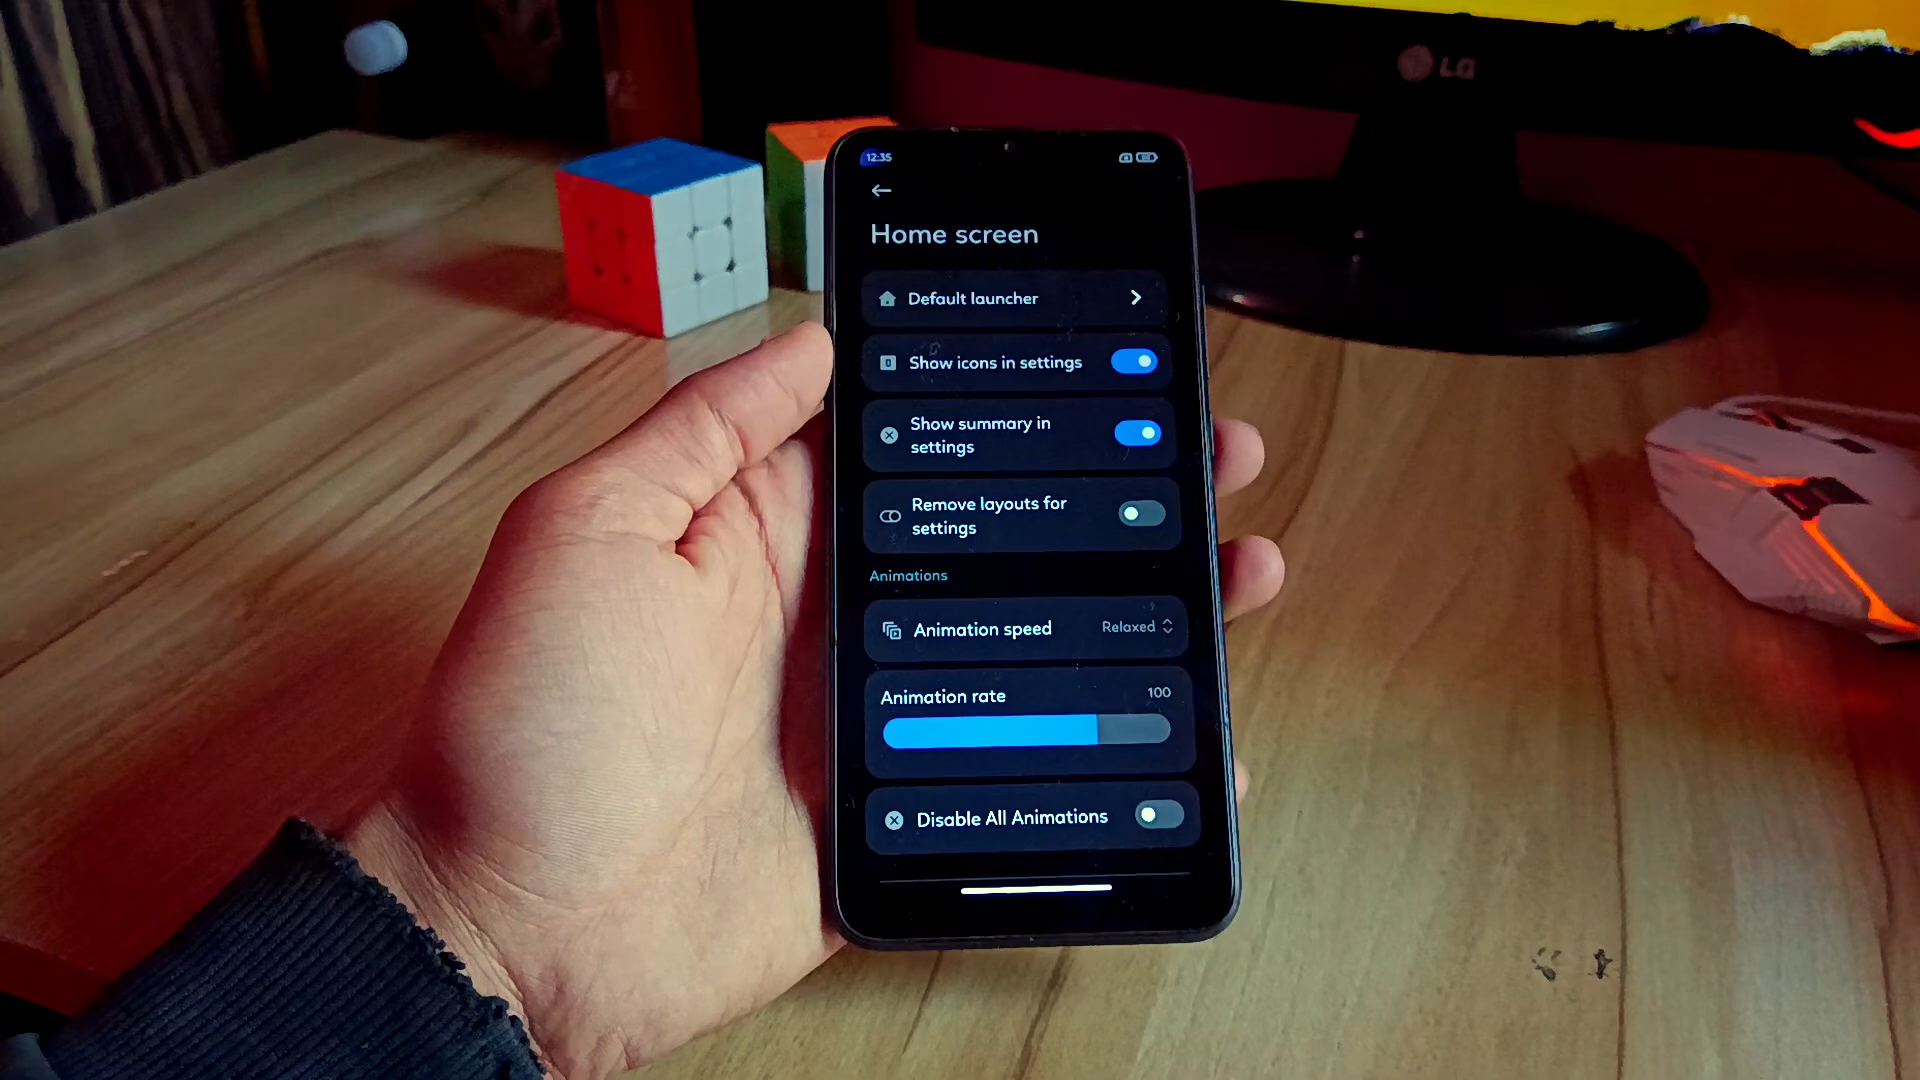 LG
12:35
Home screen
Default launcher
Show icons in settings
Show summary in
settings
Remove layouts for
settings
Animations
Animation speed
Relaxed
Animation rate
100
Disable All Animations